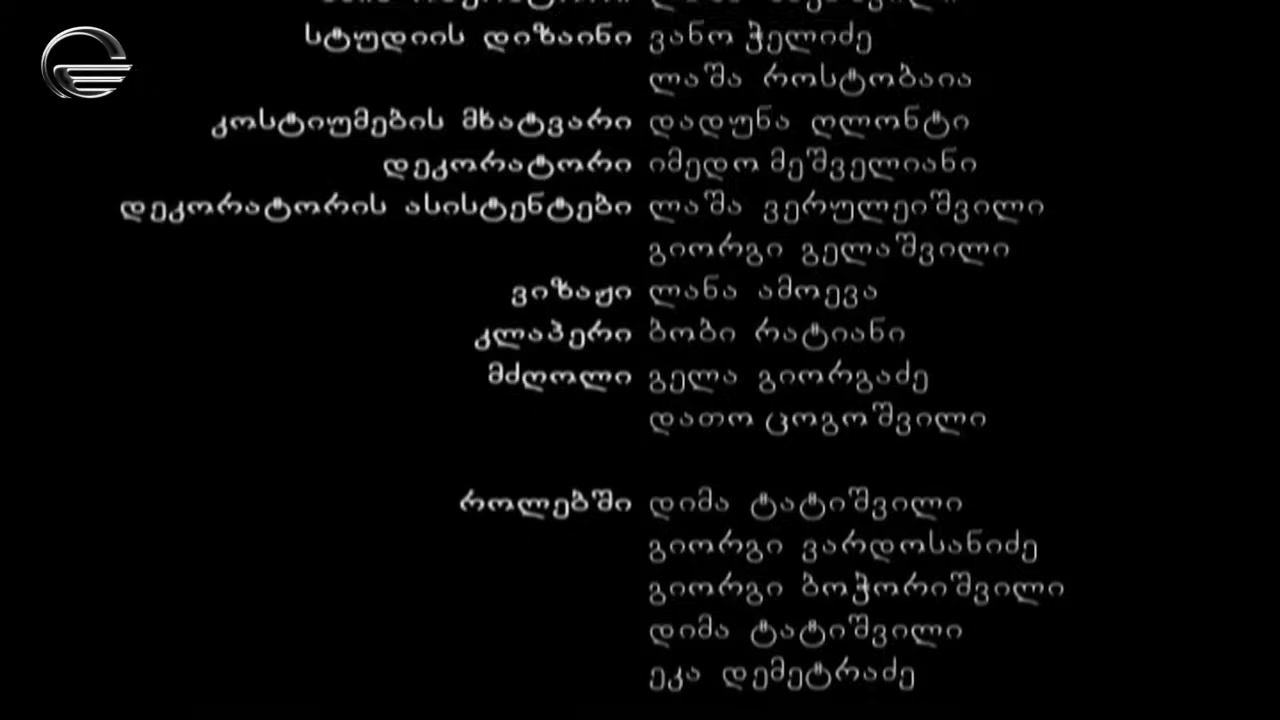 სტუდიის დიზაინი ვანო ჭელიძე
ლაშა როსტობაია
კოსტიუმების მხატვარი დადუნა ღლონტი
დეკორატორი იმედო მეშველიანი
დეკორატორის ასისტენტები ლაშა ვერულეიშვილი
გიორგი გელაშვილი
ვიზაჟი ლანა ამოევა
კლაპერი ბობი რატიანი
მძღოლი გელა გიორგაძე
დათო ცოგოშვილი
როლებში დიმა ტატიშვილი
გიორგი ვარდოსანიძე
გიორგი ბოჭორიშვილი
დიმა ტატიშვილი
ეკა დემეტრაძე